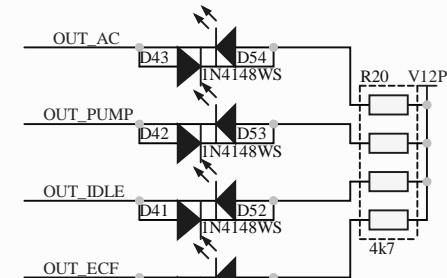 OUT_AC
D43
D54
1N4148WS
R20
V12P
OUT_PUMP
D42
D53
1N4148WS
OUT_IDLE
D41
D52
1N4148WS
4k7
OUT_ECF